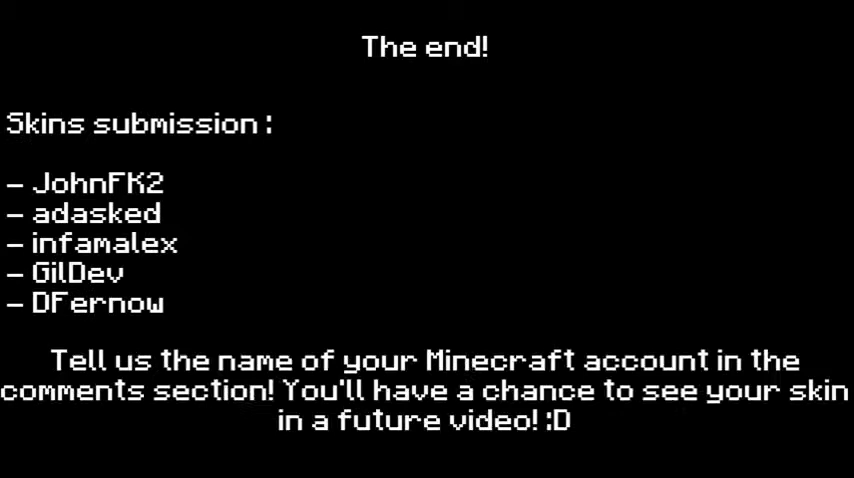 The end!
Skins submission :
- JohnFK2
- adasked
- infamalex
- GilDev
- DFernow
Tell us the name of your Minecraft account in the
comments section! You'll have a chance to see your skin
in a future video! :D